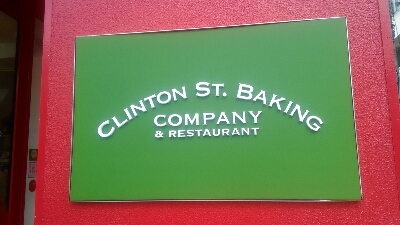 CLINTON ST. BAKING
COMPANY
& RESTAURANT